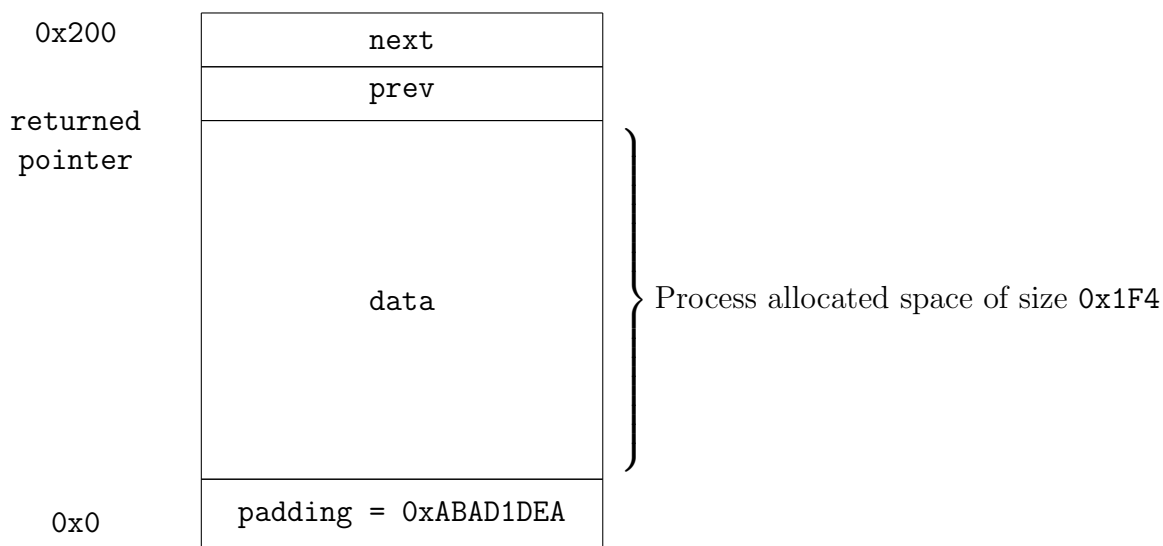 0x200
next
prev
returned
pointer
data
Process allocated space of size 0x1F4
padding = 0xABAD1DEA
0x0